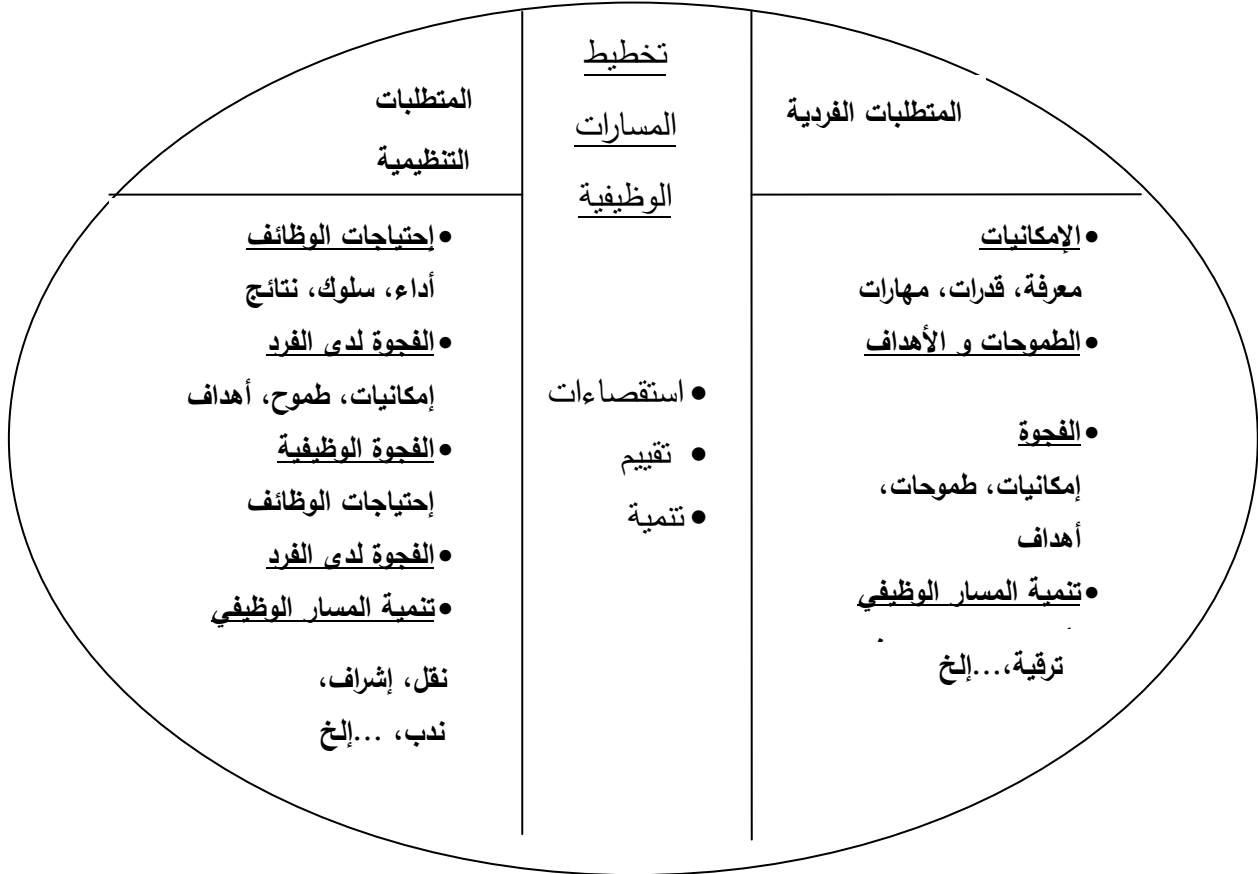 المتطلبات الفردية
•الإمكانيات
معرفة، قدرات، مهارات
•الطموحات و الأهداف
•الفجوة
إمكانيات، طموحات،
أهداف
•تنمية المسار الوظيفي
ترقية،...إلخ
تخطيط
المسارات
الوظيفية
• استقصاءات
• تقييم
• تنمية
المتطلبات
التنظيمية
•إحتياجات الوظائف
أداء، سلوك، نتائج
•الفجوة لدى الفرد
إمكانيات، طموح، أهداف
•الفجوة الوظيفية
إحتياجات الوظائف
•الفجوة لدى الفرد
•تنمية المسار الوظيفي
نقل، إشراف،
ندب، ...إلخ